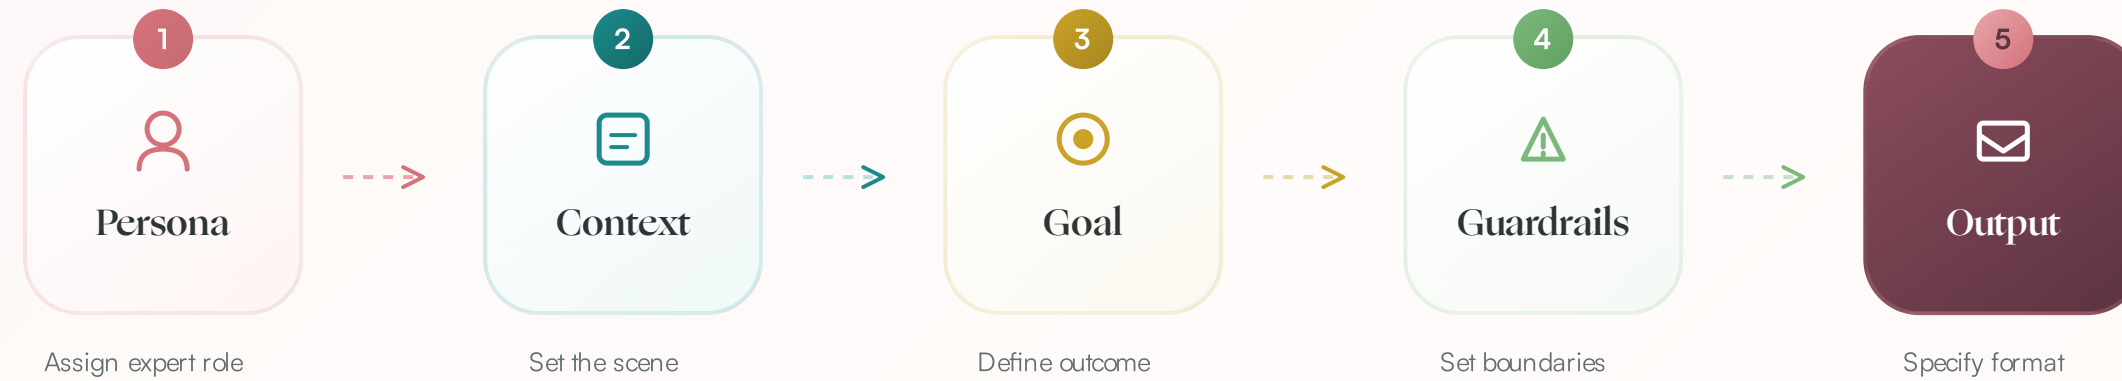 1
2
3
4
5
Persona
Context
Goal
Guardrails
Output
Assign expert role
Set the scene
Define outcome
Set boundaries
Specify format